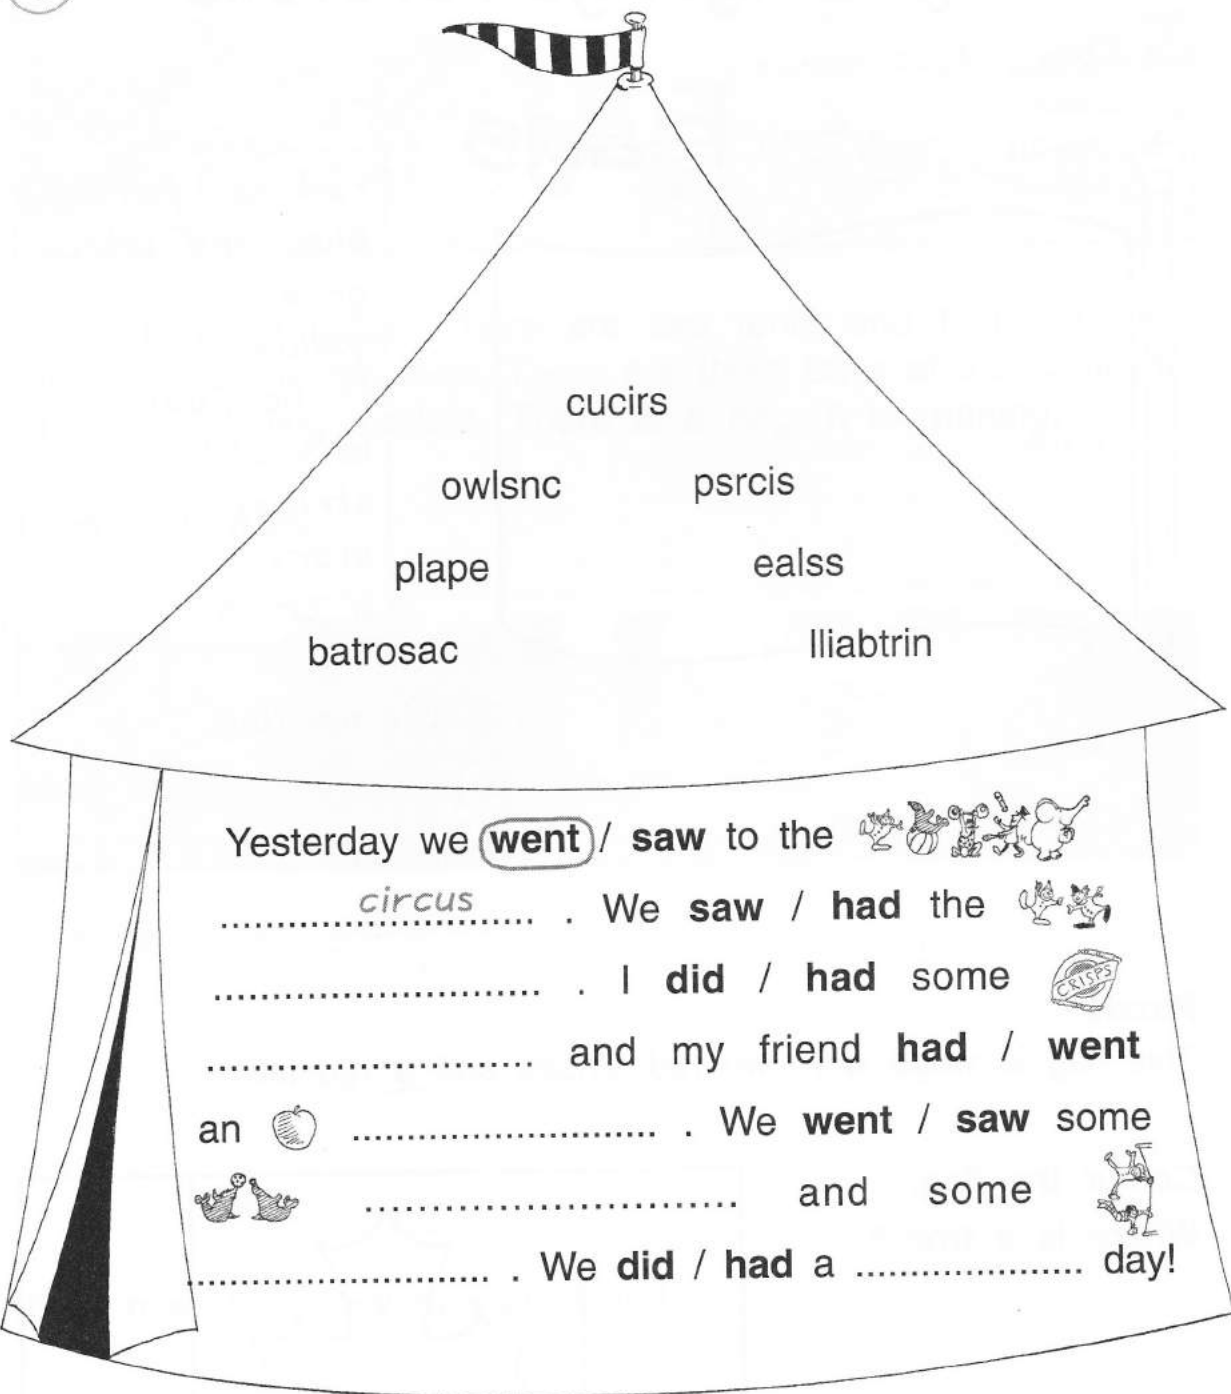 cucirs
owlsnc psrcis
plape ealss
batrosac lliabtrin
Yesterday we went / saw to the
circus . We saw / had the
. I did / had some CRISPS
and my friend had / went
an . We went / saw some
and some
. We did / had a day!